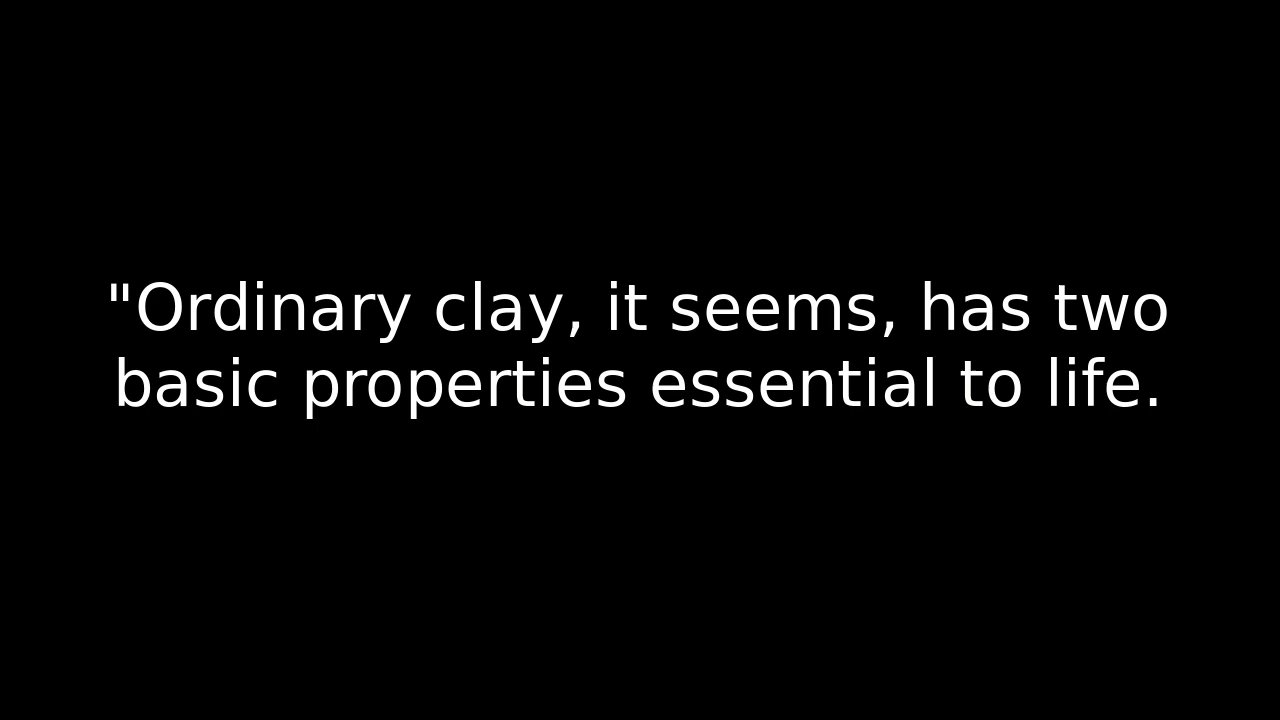 "Ordinary clay, it seems, has two
basic properties essential to life.